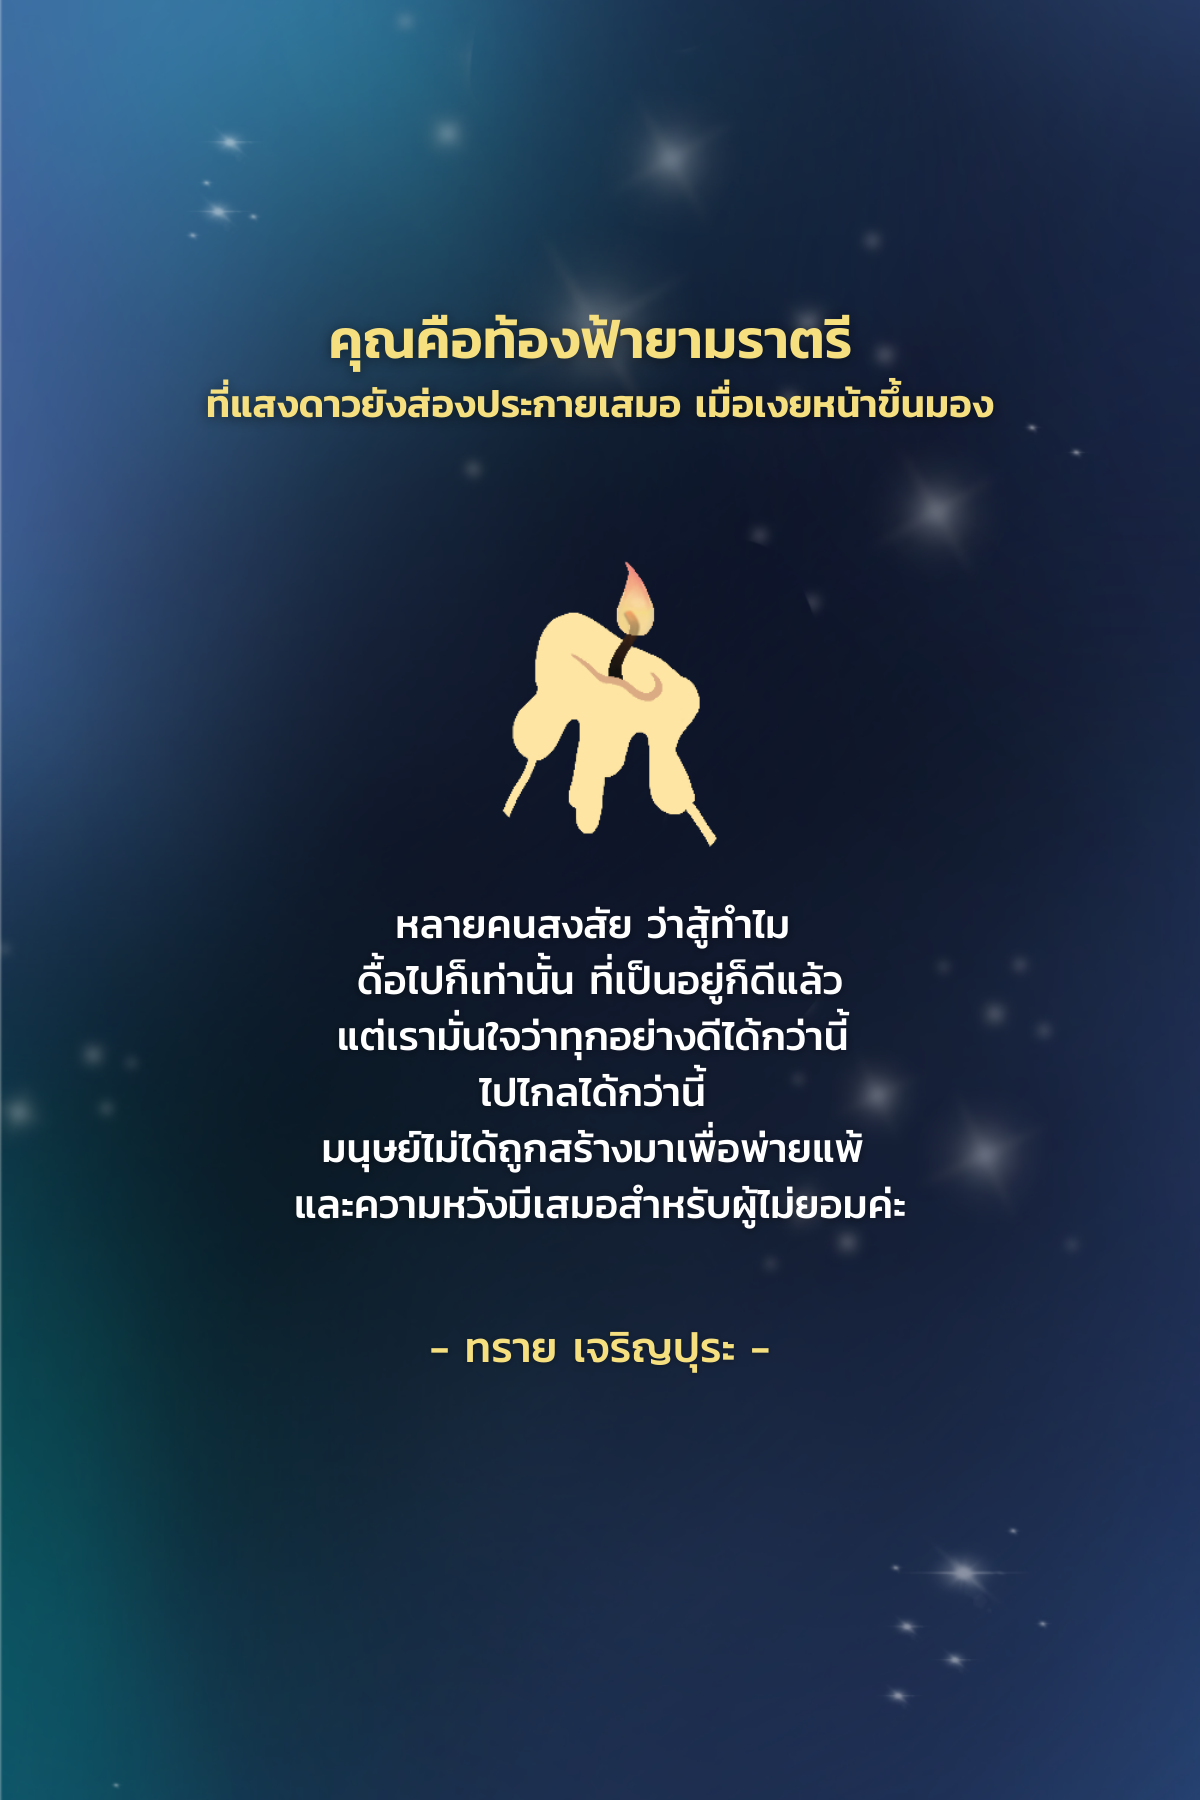 คุณคือท้องฟ้ายามราตรี
ที่แสงดาวยังส่องประกายเสมอ เมื่อเงยหน้าขึ้นมอง
หลายคนสงสัย ว่าสู้ทำไม
ดื้อไปก็เท่านั้น ที่เป็นอยู่ก็ดีแล้ว
แต่เรามั่นใจว่าทุกอย่างดีได้กว่านี้
ไปไกลได้กว่านี้
มนุษย์ไม่ได้ถูกสร้างมาเพื่อพ่ายแพ้
และความหวังมีเสมอสำหรับผู้ไม่ยอมค่ะ
- ทราย เจริญปุระ -